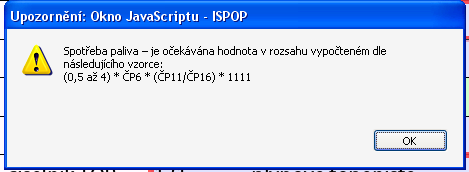 Upozornění: Okno JavaScriptu - ISPOP
Spotřeba paliva – je očekávána hodnota v rozsahu vypočteném dle
následujícího vzorce:
(0,5 až 4) * ČP6 * (ČP11/ČP16) * 1111
OK